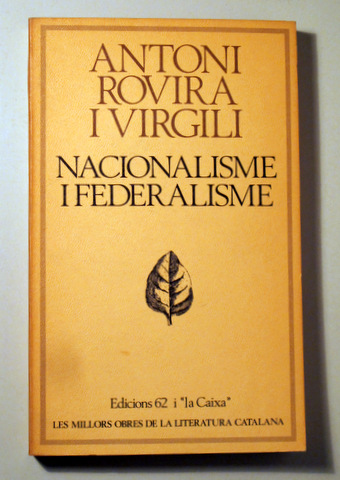 ANTONI
ROVIRA
I VIRGILI
NACIONALISME
I FEDERALISME
Edicions 62 i "la Caixa"
LES MILLORS OBRES DE LA LITERATURA CATALANA